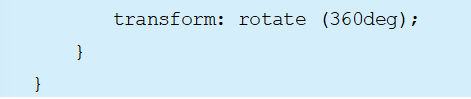 transform: rotate (360deg);
}
}